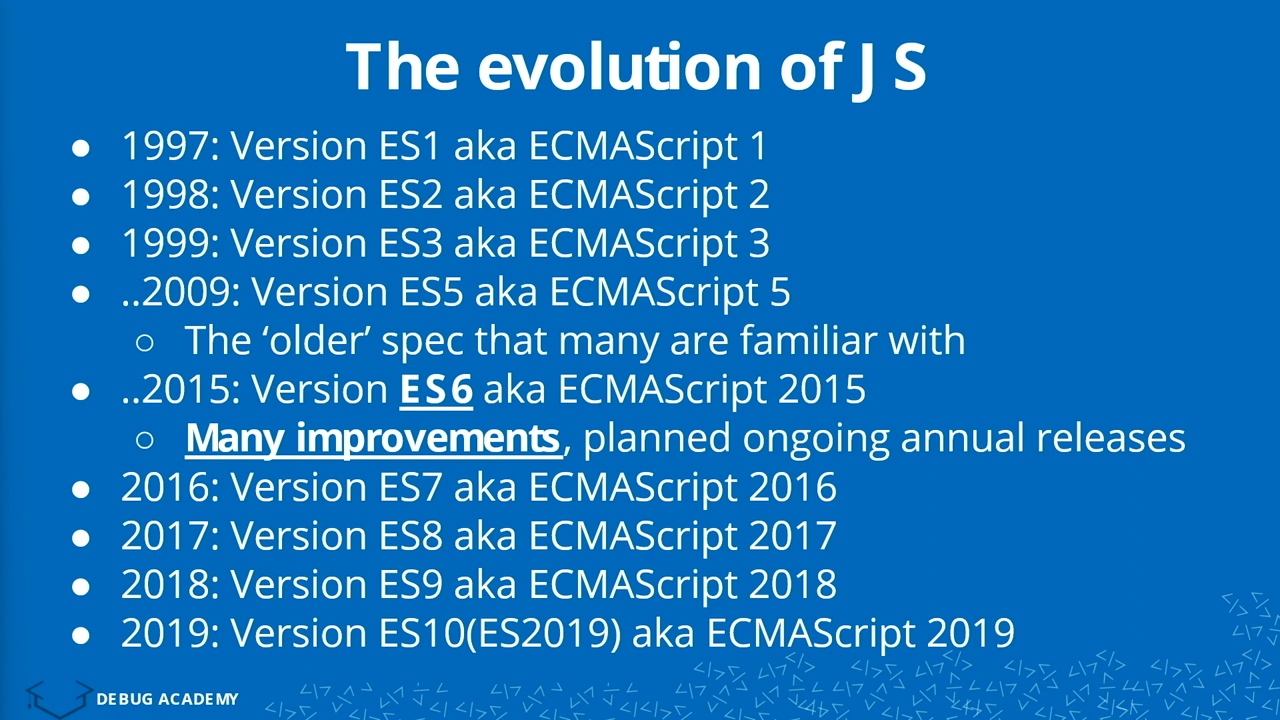 The evolution of JS
● 1997: Version ES1 aka ECMAScript 1
● 1998: Version ES2 aka ECMAScript 2
● 1999: Version ES3 aka ECMAScript 3
● ..2009: Version ES5 aka ECMAScript 5
○ The ‘older’ spec that many are familiar with
● ..2015: Version ES6 aka ECMAScript 2015
○ Many improvements, planned ongoing annual releases
● 2016: Version ES7 aka ECMAScript 2016
● 2017: Version ES8 aka ECMAScript 2017
● 2018: Version ES9 aka ECMAScript 2018
● 2019: Version ES10(ES2019) aka ECMAScript 2019
DEBUG ACADEMY